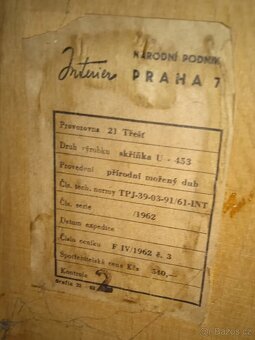 Interier NÁRODNÍ PODNIK
PRAHA 7
Provozovna 21 Třešť
Druh výrobku skříňka U - 453
Provedení přírodní mořený dub
Čís. tech. normy TPJ-39-03-91/61-INT
Čís. serie /1962
Datum expedice
Číslo ceníku F IV/1962 č. 3
Spotřebitelská cena Kčs 540,—
Kontrola 2